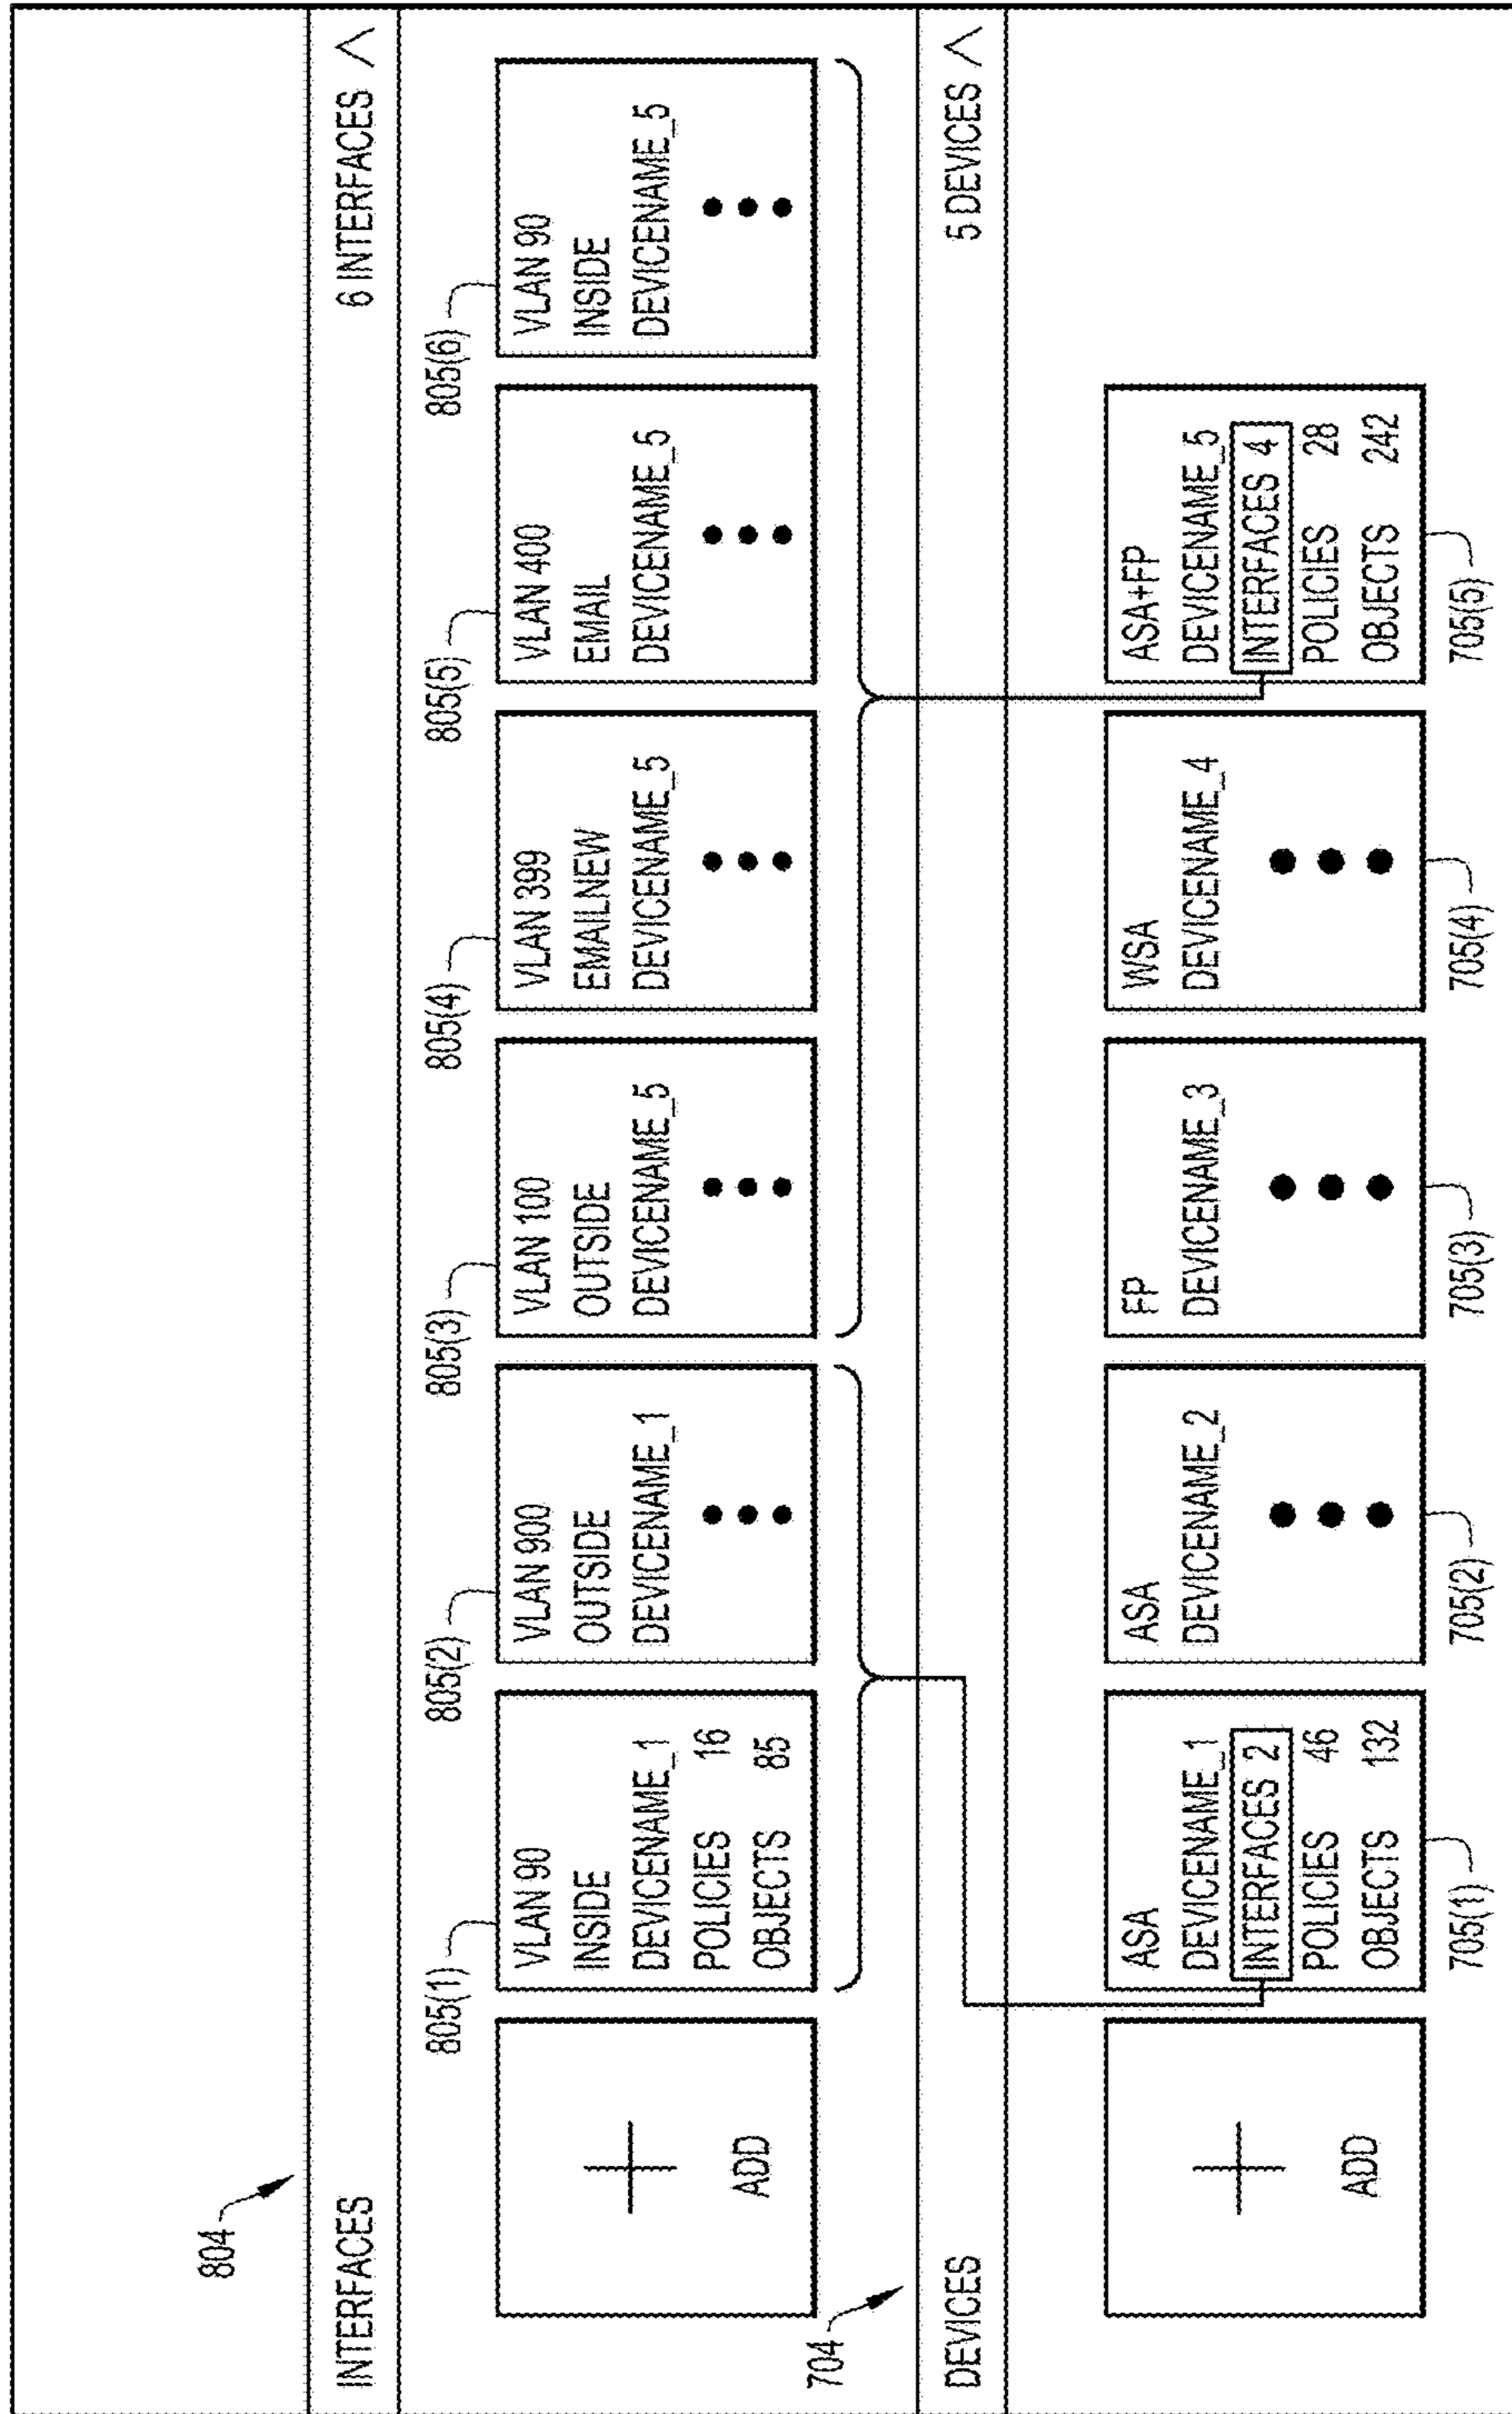 804
INTERFACES
6 INTERFACES
805(1)
805(2)
805(3)
805(4)
805(5)
805(6)
ADD
VLAN 90
INSIDE
DEVICENAME_1
POLICIES 16
OBJECTS 85
VLAN 900
OUTSIDE
DEVICENAME_1
VLAN 100
OUTSIDE
DEVICENAME_5
VLAN 399
EMAILNEW
DEVICENAME_5
VLAN 400
EMAIL
DEVICENAME_5
VLAN 90
INSIDE
DEVICENAME_5
704
DEVICES
5 DEVICES
ADD
ASA
DEVICENAME_1
INTERFACES 2
POLICIES 46
OBJECTS 132
ASA
DEVICENAME_2
FP
DEVICENAME_3
WSA
DEVICENAME_4
ASA+FP
DEVICENAME_5
INTERFACES 4
POLICIES 28
OBJECTS 242
705(1)
705(2)
705(3)
705(4)
705(5)